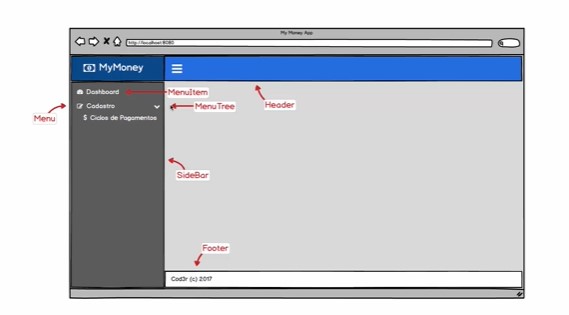 My Money App
http://localhost:8080
MyMoney
Dashboard
MenuItem
Cadastro
MenuTree
Header
Menu
$ Ciclos de Pagamentos
SideBar
Footer
Cod3r (c) 2017